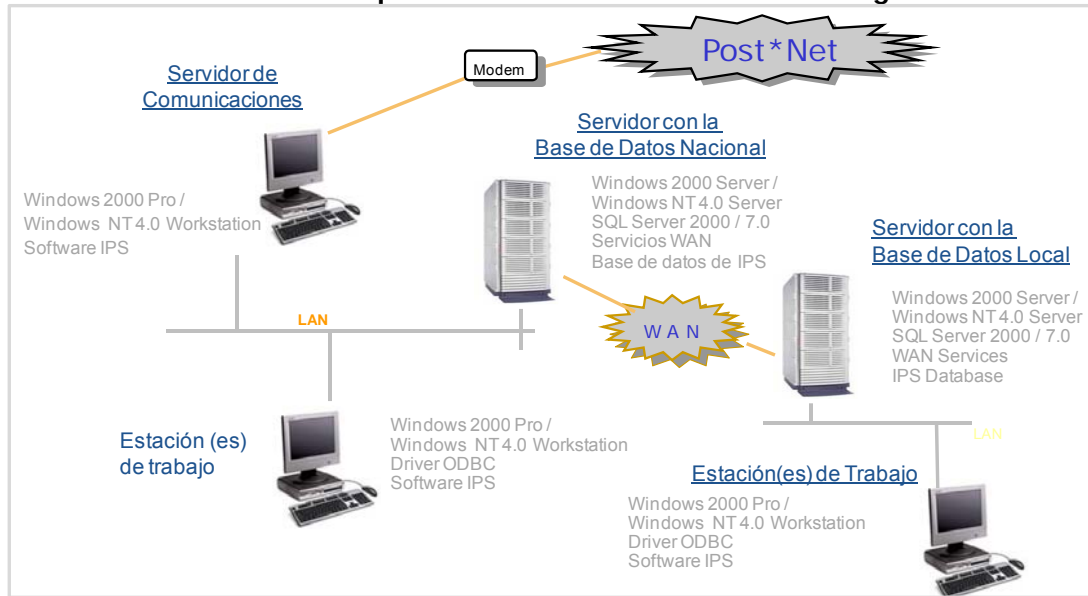 Post*Net
Modem
Servidor de
Comunicaciones
Windows 2000 Pro /
Windows NT 4.0 Workstation
Software IPS
Servidor con la
Base de Datos Nacional
Windows 2000 Server /
Windows NT 4.0 Server
SQL Server 2000 / 7.0
Servicios WAN
Base de datos de IPS
Servidor con la
Base de Datos Local
Windows 2000 Server /
Windows NT 4.0 Server
SQL Server 2000 / 7.0
WAN Services
IPS Database
LAN
WAN
Estación (es)
de trabajo
Windows 2000 Pro /
Windows NT 4.0 Workstation
Driver ODBC
Software IPS
LAN
Estación(es) de Trabajo
Windows 2000 Pro /
Windows NT 4.0 Workstation
Driver ODBC
Software IPS